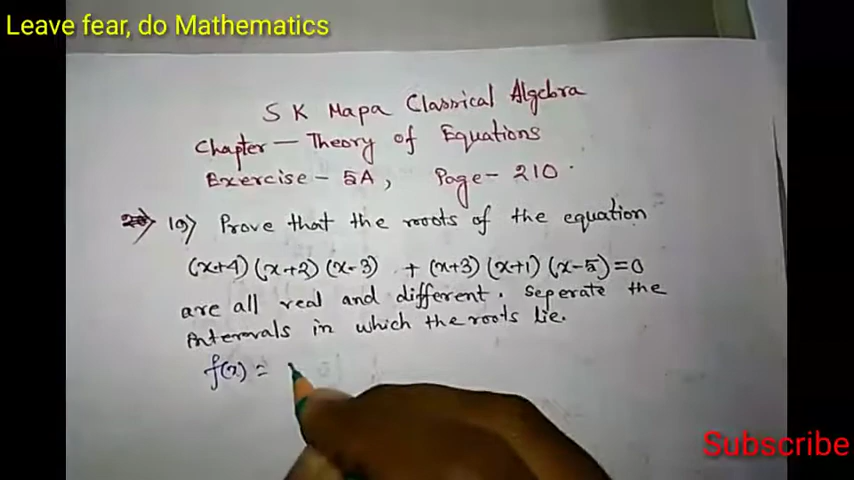 Leave fear, do Mathematics
S K Mapa Classical Algebra
Chapter - Theory of Equations
Exercise - 5A, Page - 210.
19) Prove that the roots of the equation
(x+4)(x+2)(x-3) + (x+3)(x+1)(x-5)=0
are all real and different. Seperate the
intervals in which the roots lie.
f(x) =
Subscribe